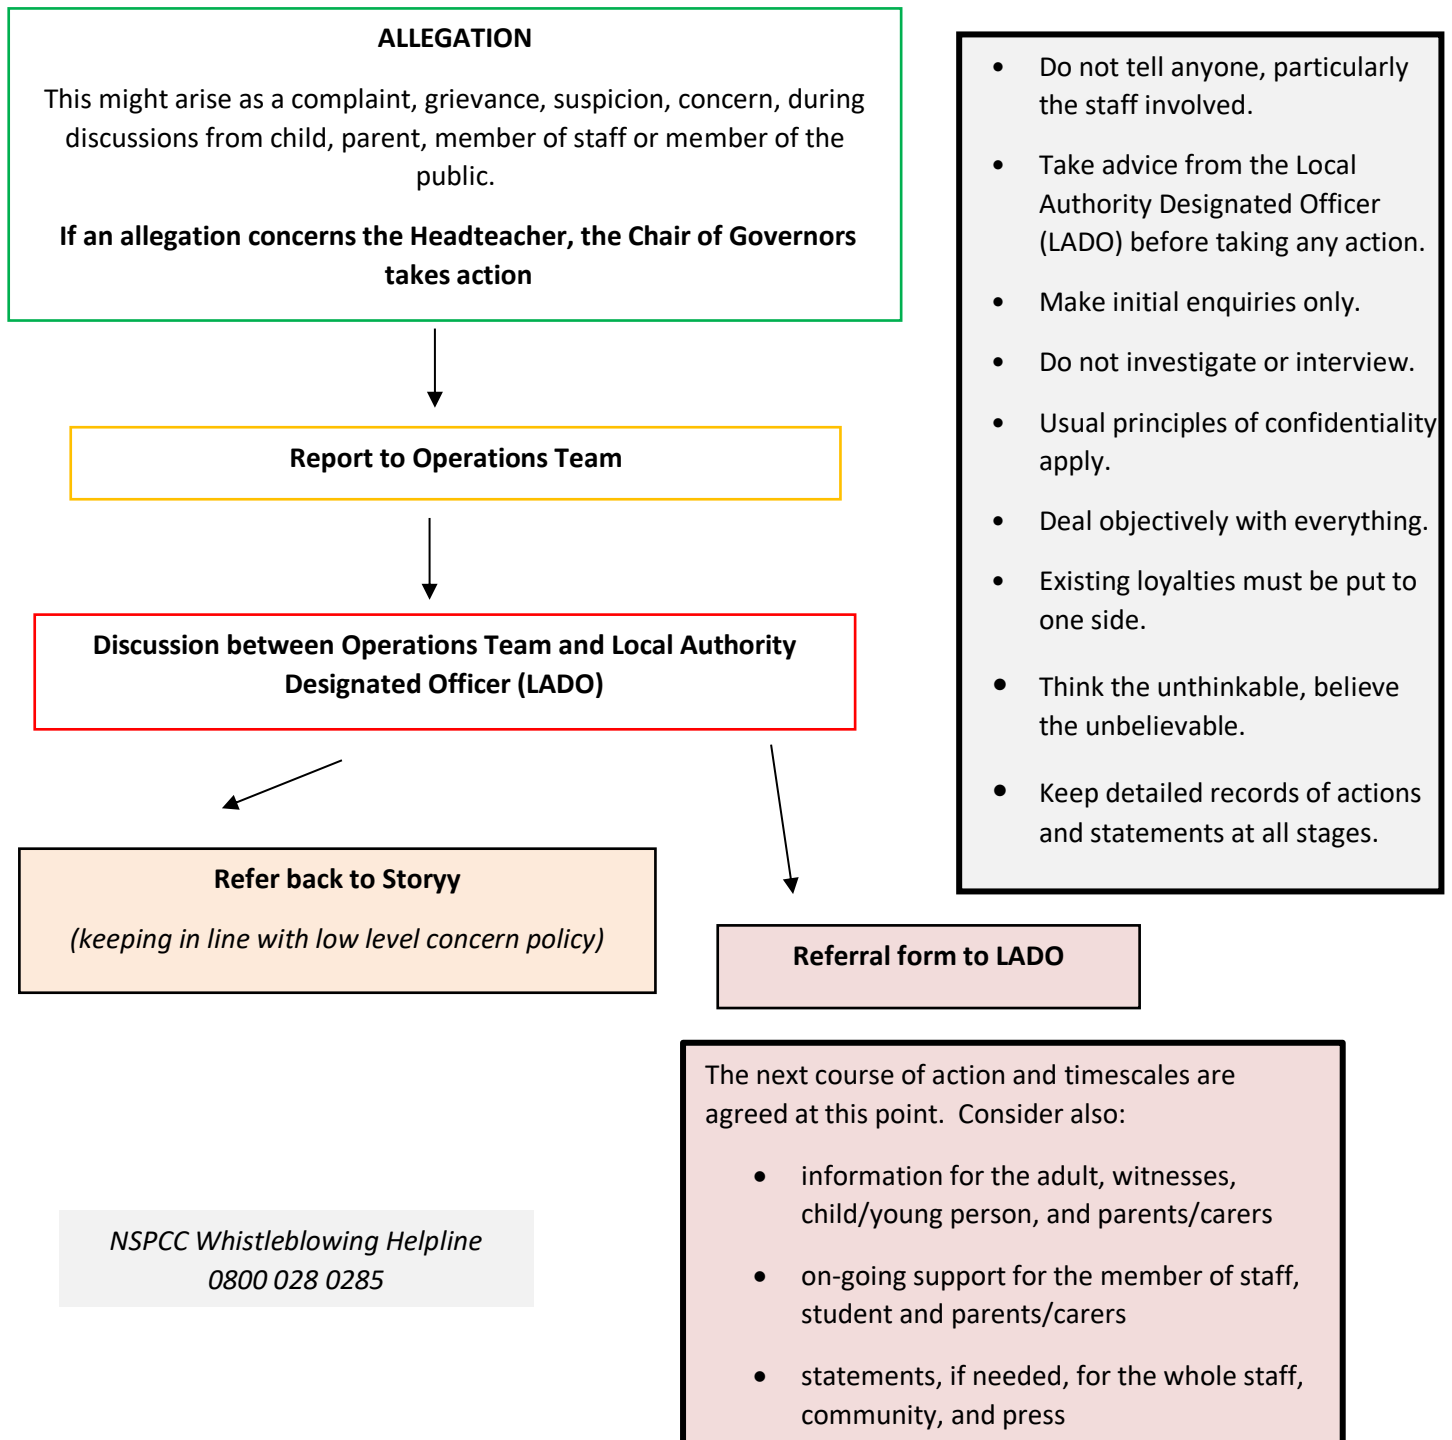 ALLEGATION
This might arise as a complaint, grievance, suspicion, concern, during
discussions from child, parent, member of staff or member of the
public.
If an allegation concerns the Headteacher, the Chair of Governors
takes action
Report to Operations Team
Discussion between Operations Team and Local Authority
Designated Officer (LADO)
Refer back to Storyy
(keeping in line with low level concern policy)
Referral form to LADO
• Do not tell anyone, particularly
the staff involved.
• Take advice from the Local
Authority Designated Officer
(LADO) before taking any action.
• Make initial enquiries only.
• Do not investigate or interview.
• Usual principles of confidentiality
apply.
• Deal objectively with everything.
• Existing loyalties must be put to
one side.
• Think the unthinkable, believe
the unbelievable.
• Keep detailed records of actions
and statements at all stages.
The next course of action and timescales are
agreed at this point.  Consider also:
• information for the adult, witnesses,
child/young person, and parents/carers
• on-going support for the member of staff,
student and parents/carers
• statements, if needed, for the whole staff,
community, and press
NSPCC Whistleblowing Helpline
0800 028 0285